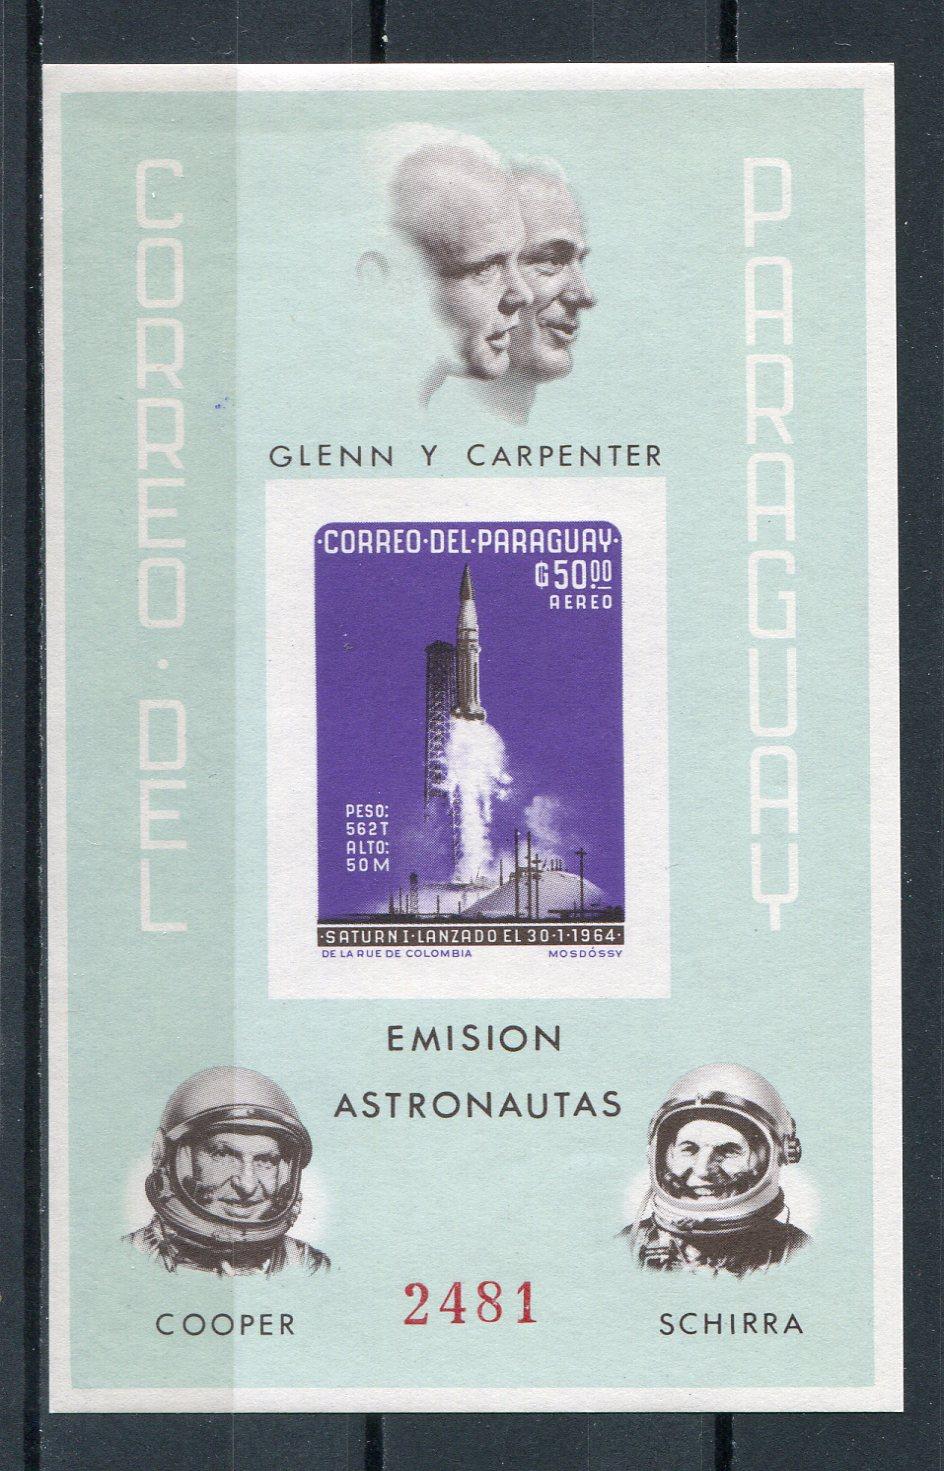 CORREO · DEL
PARAGUAY
GLENN Y CARPENTER
·CORREO·DEL·PARAGUAY·
₲50.00
AEREO
PESO:
562T
ALTO:
50M
·SATURN I·LANZADO EL 30·1·1964·
DE LA RUE DE COLOMBIA MOSDÓSSY
EMISION
ASTRONAUTAS
COOPER
2481
SCHIRRA